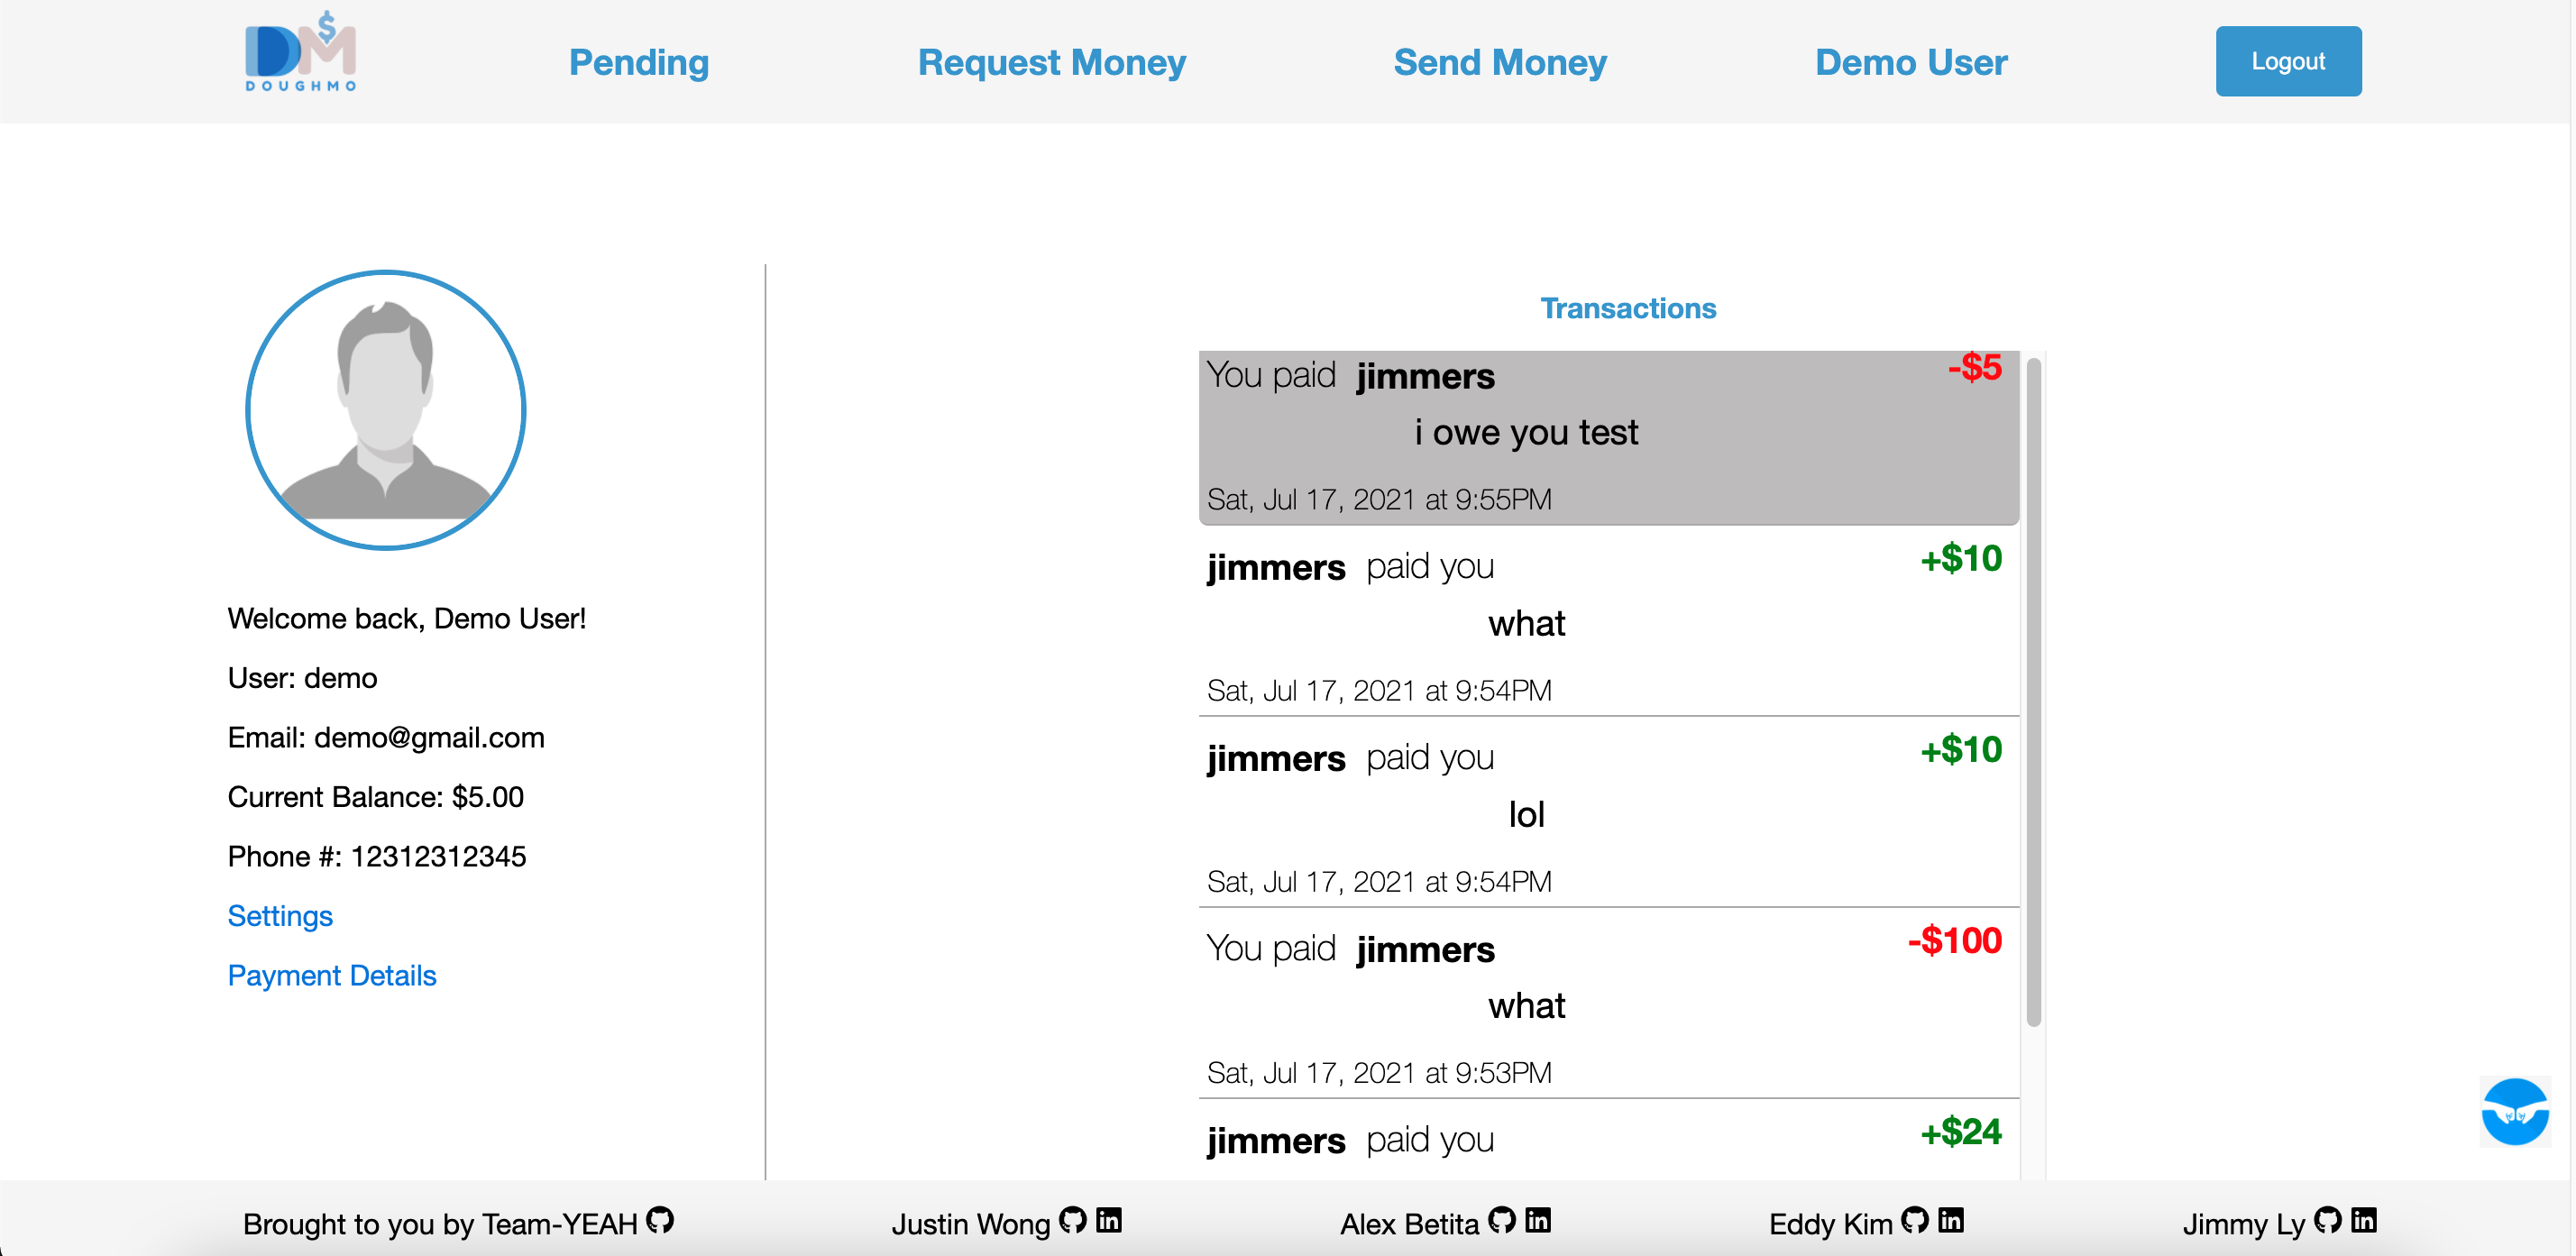 DM$
DOUGHMO
Pending
Request Money
Send Money
Demo User
Logout
Welcome back, Demo User!
User: demo
Email: demo@gmail.com
Current Balance: $5.00
Phone #: 12312312345
Settings
Payment Details
Transactions
You paid jimmers -$5
i owe you test
Sat, Jul 17, 2021 at 9:55PM
jimmers paid you +$10
what
Sat, Jul 17, 2021 at 9:54PM
jimmers paid you +$10
lol
Sat, Jul 17, 2021 at 9:54PM
You paid jimmers -$100
what
Sat, Jul 17, 2021 at 9:53PM
jimmers paid you +$24
Brought to you by Team-YEAH
Justin Wong in
Alex Betita in
Eddy Kim in
Jimmy Ly in